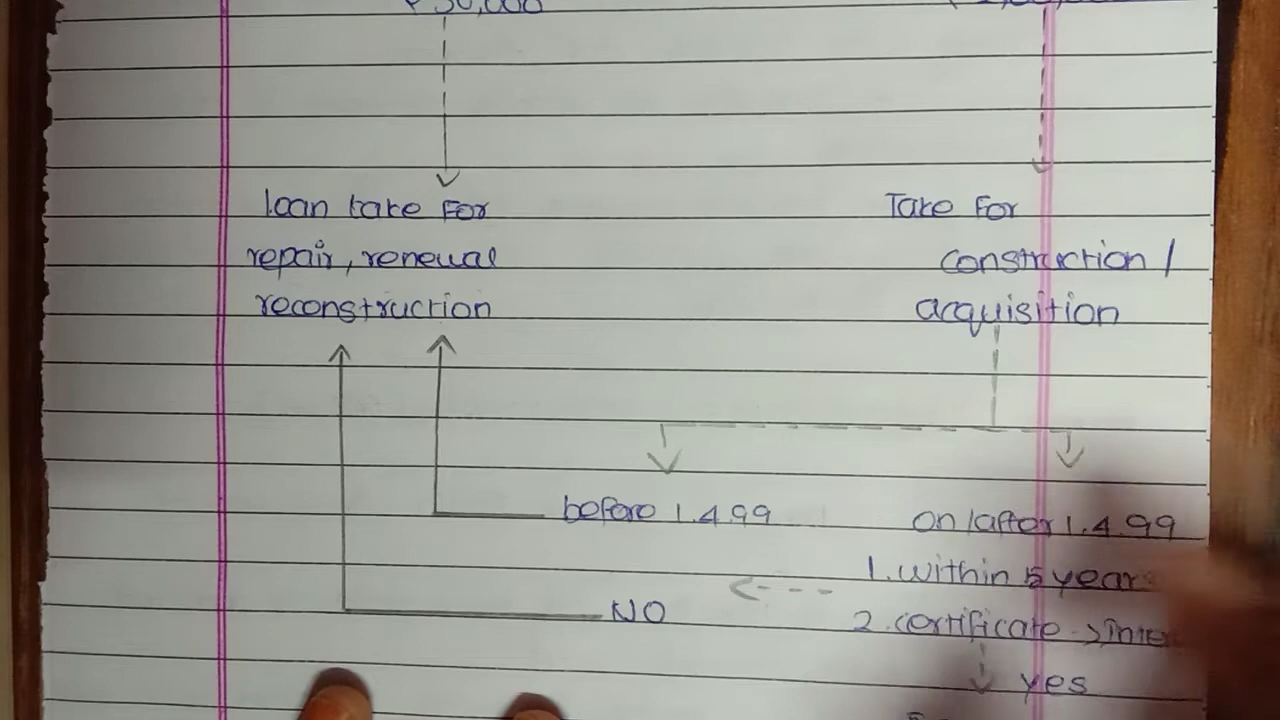 loan take For
repair, renewal
reconstruction
Take For
construction /
acquisition
before 1.4.99
on/after 1.4.99
1. within 5 years
2. certificate →
NO
yes